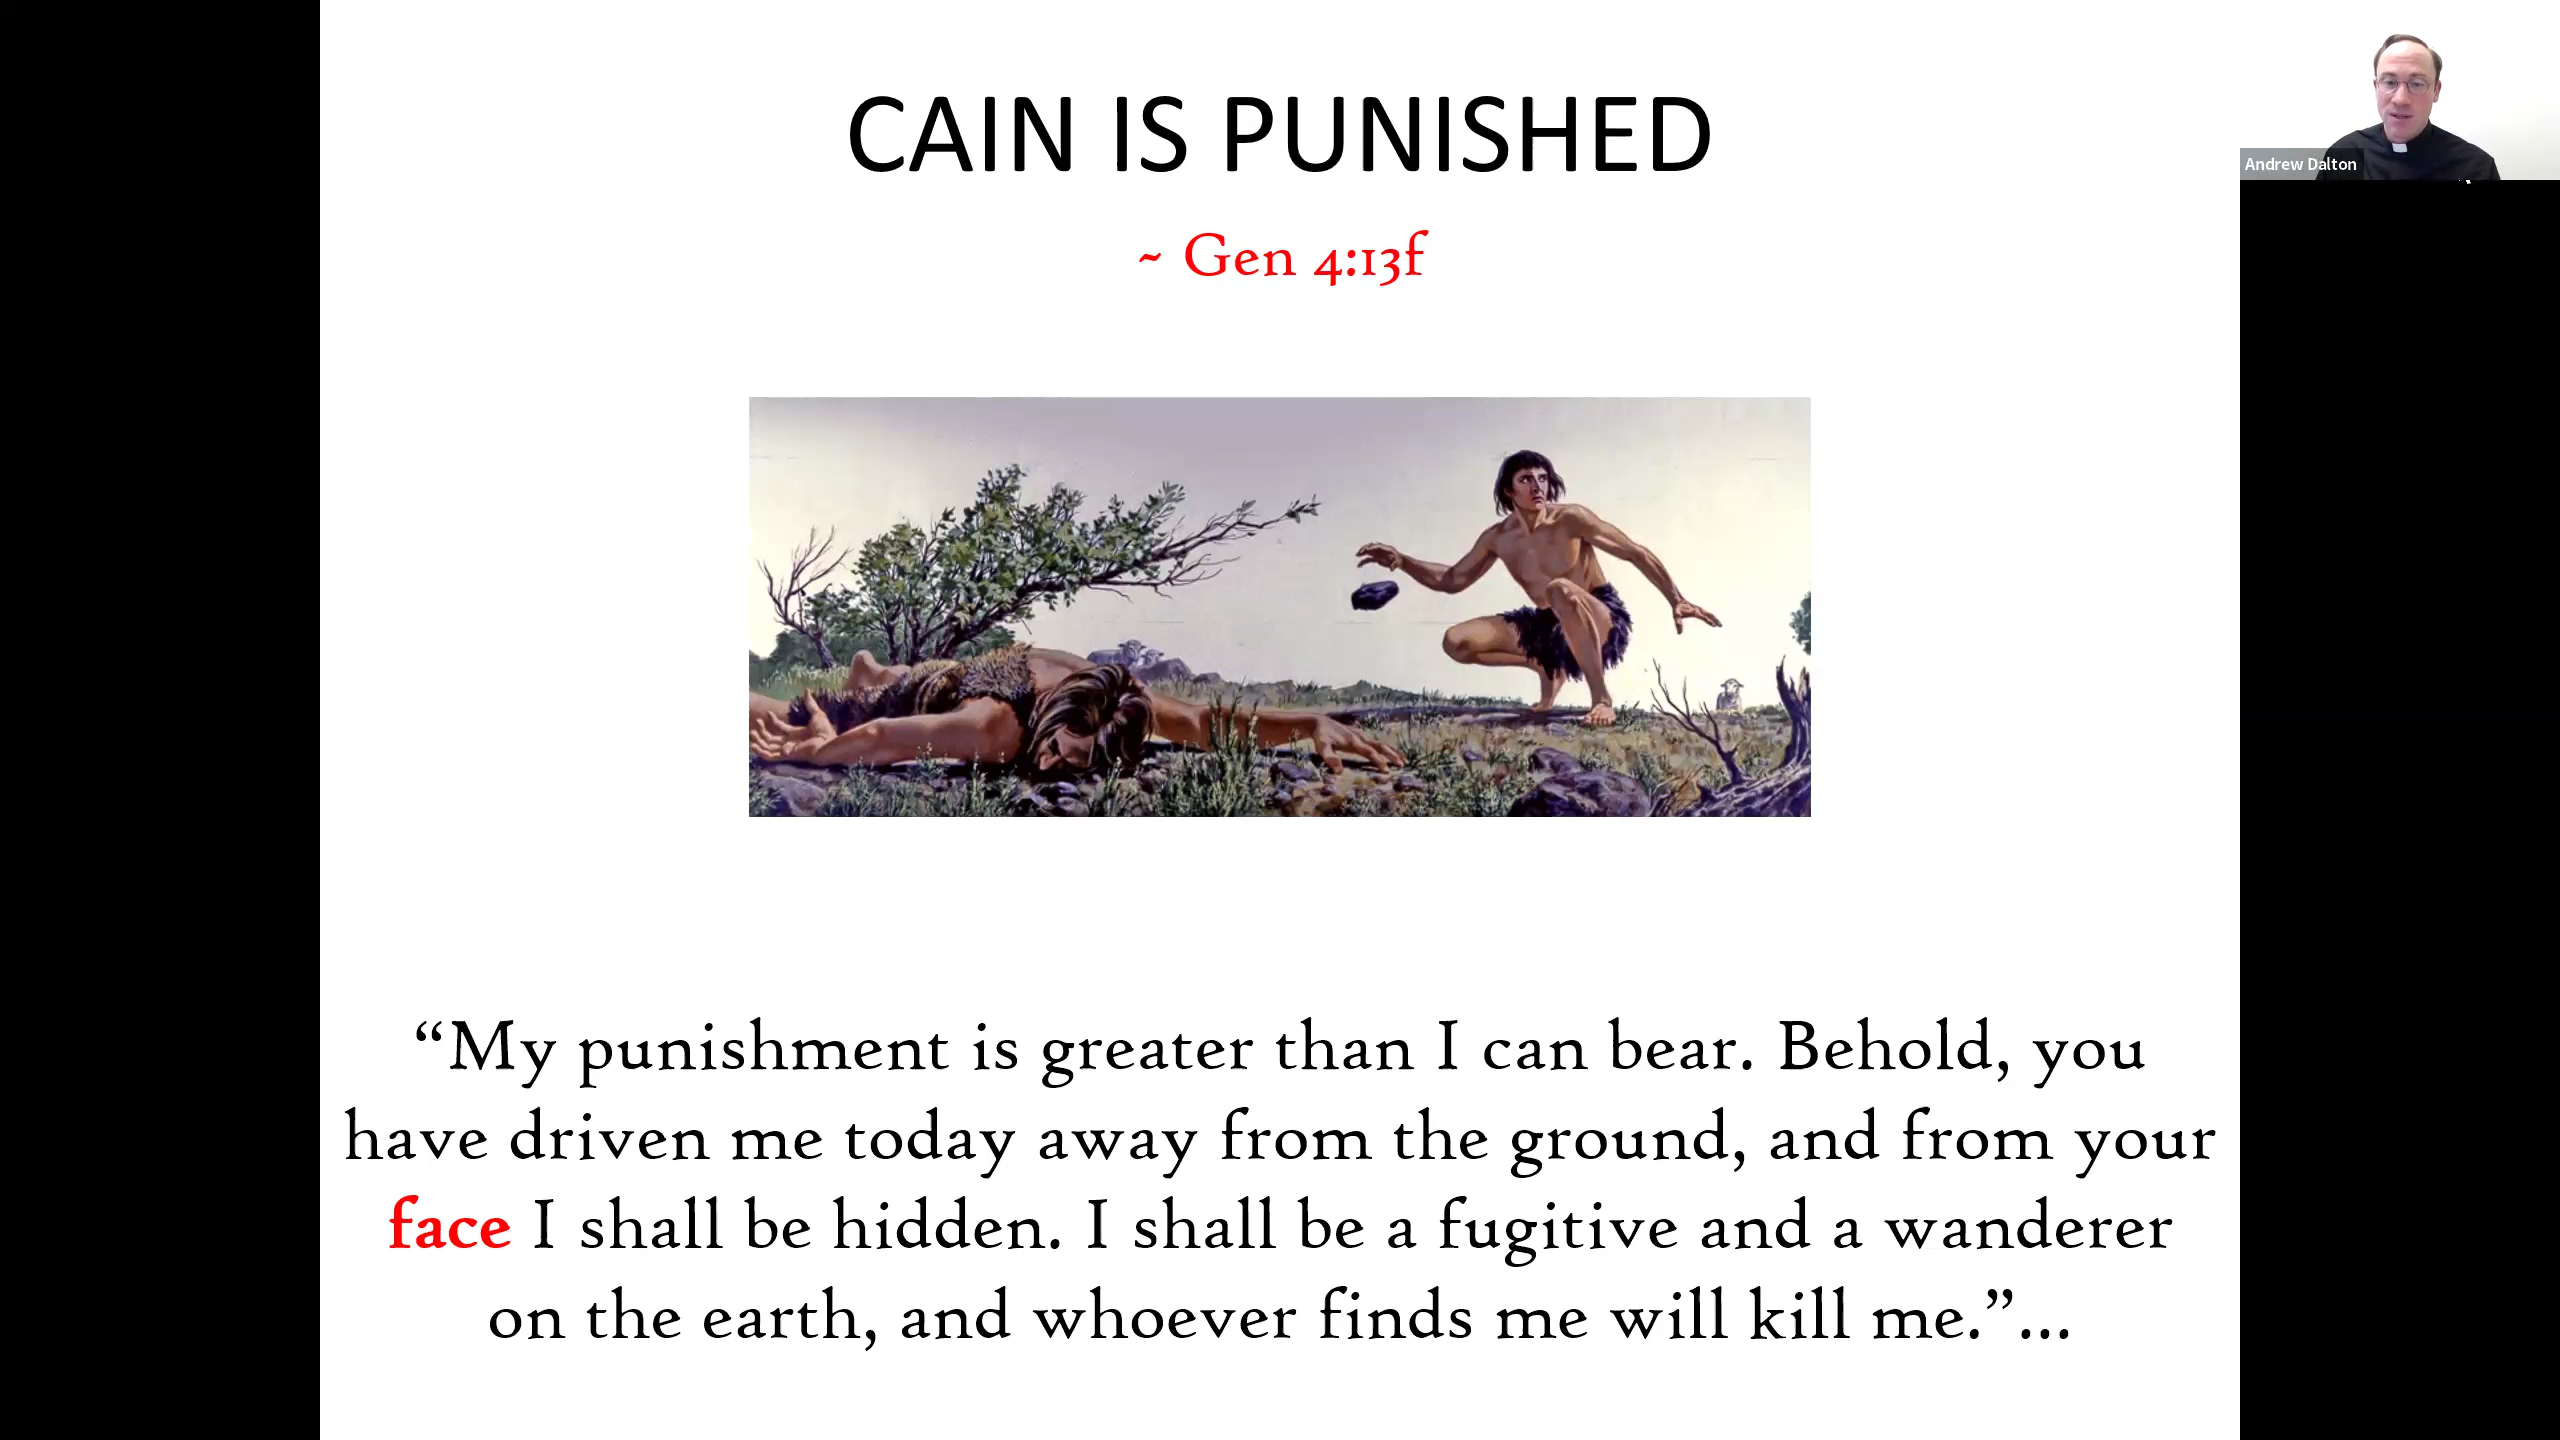 CAIN IS PUNISHED
~ Gen 4:13f
Andrew Dalton
“My punishment is greater than I can bear. Behold, you
have driven me today away from the ground, and from your
face I shall be hidden. I shall be a fugitive and a wanderer
on the earth, and whoever finds me will kill me.”...